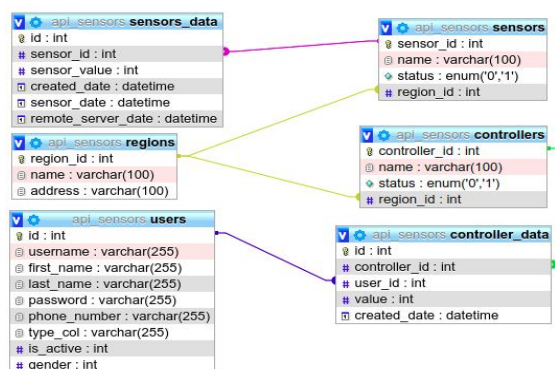 api_sensors sensors_data
id : int
sensor_id : int
sensor_value : int
created_date : datetime
sensor_date : datetime
remote_server_date : datetime
api_sensors sensors
sensor_id : int
name : varchar(100)
status : enum('0','1')
region_id : int
api_sensors regions
region_id : int
name : varchar(100)
address : varchar(100)
api_sensors controllers
controller_id : int
name : varchar(100)
status : enum('0','1')
region_id : int
api_sensors users
id : int
username : varchar(255)
first_name : varchar(255)
last_name : varchar(255)
password : varchar(255)
phone_number : varchar(255)
type_col : varchar(255)
is_active : int
gender : int
api_sensors controller_data
id : int
controller_id : int
user_id : int
value : int
created_date : datetime